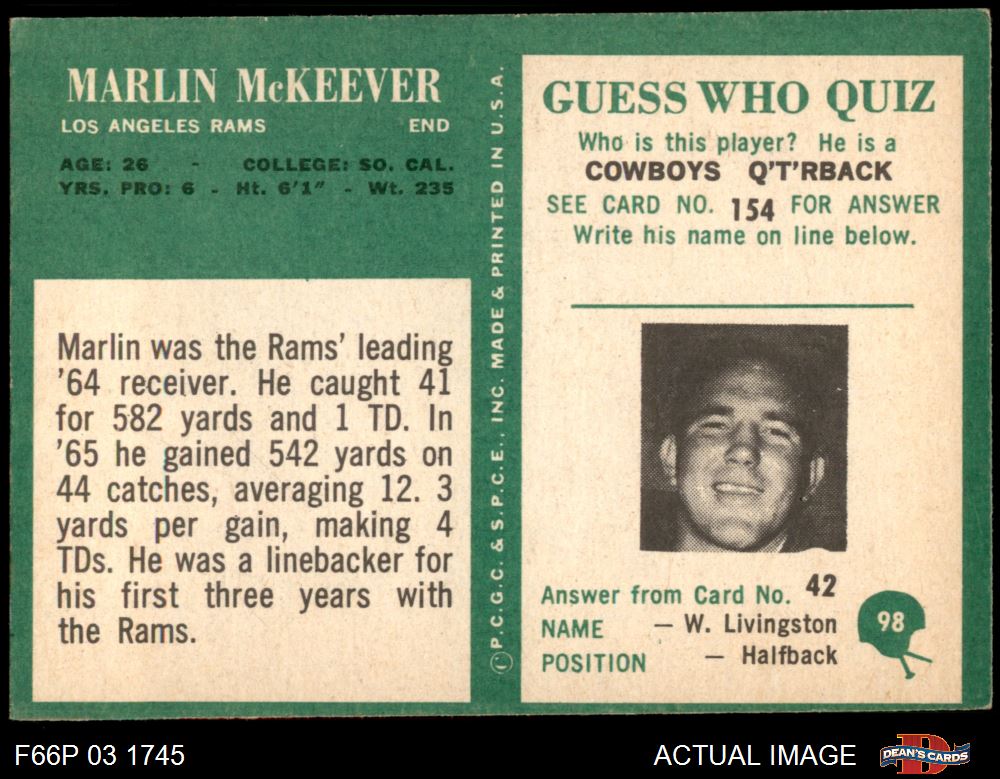 MARLIN McKEEVER
LOS ANGELES RAMS END
AGE: 26 - COLLEGE: SO. CAL.
YRS. PRO: 6 - Ht. 6'1" - Wt. 235
Marlin was the Rams' leading
'64 receiver. He caught 41
for 582 yards and 1 TD. In
'65 he gained 542 yards on
44 catches, averaging 12. 3
yards per gain, making 4
TDs. He was a linebacker for
his first three years with
the Rams.
©P.C.G.C. & S.P.C.E., INC. MADE & PRINTED IN U.S.A.
GUESS WHO QUIZ
Who is this player? He is a
COWBOYS Q'T'RBACK
SEE CARD NO. 154 FOR ANSWER
Write his name on line below.
Answer from Card No. 42
NAME — W. Livingston
POSITION — Halfback
98
F66P 03 1745
ACTUAL IMAGE
DEAN'S CARDS